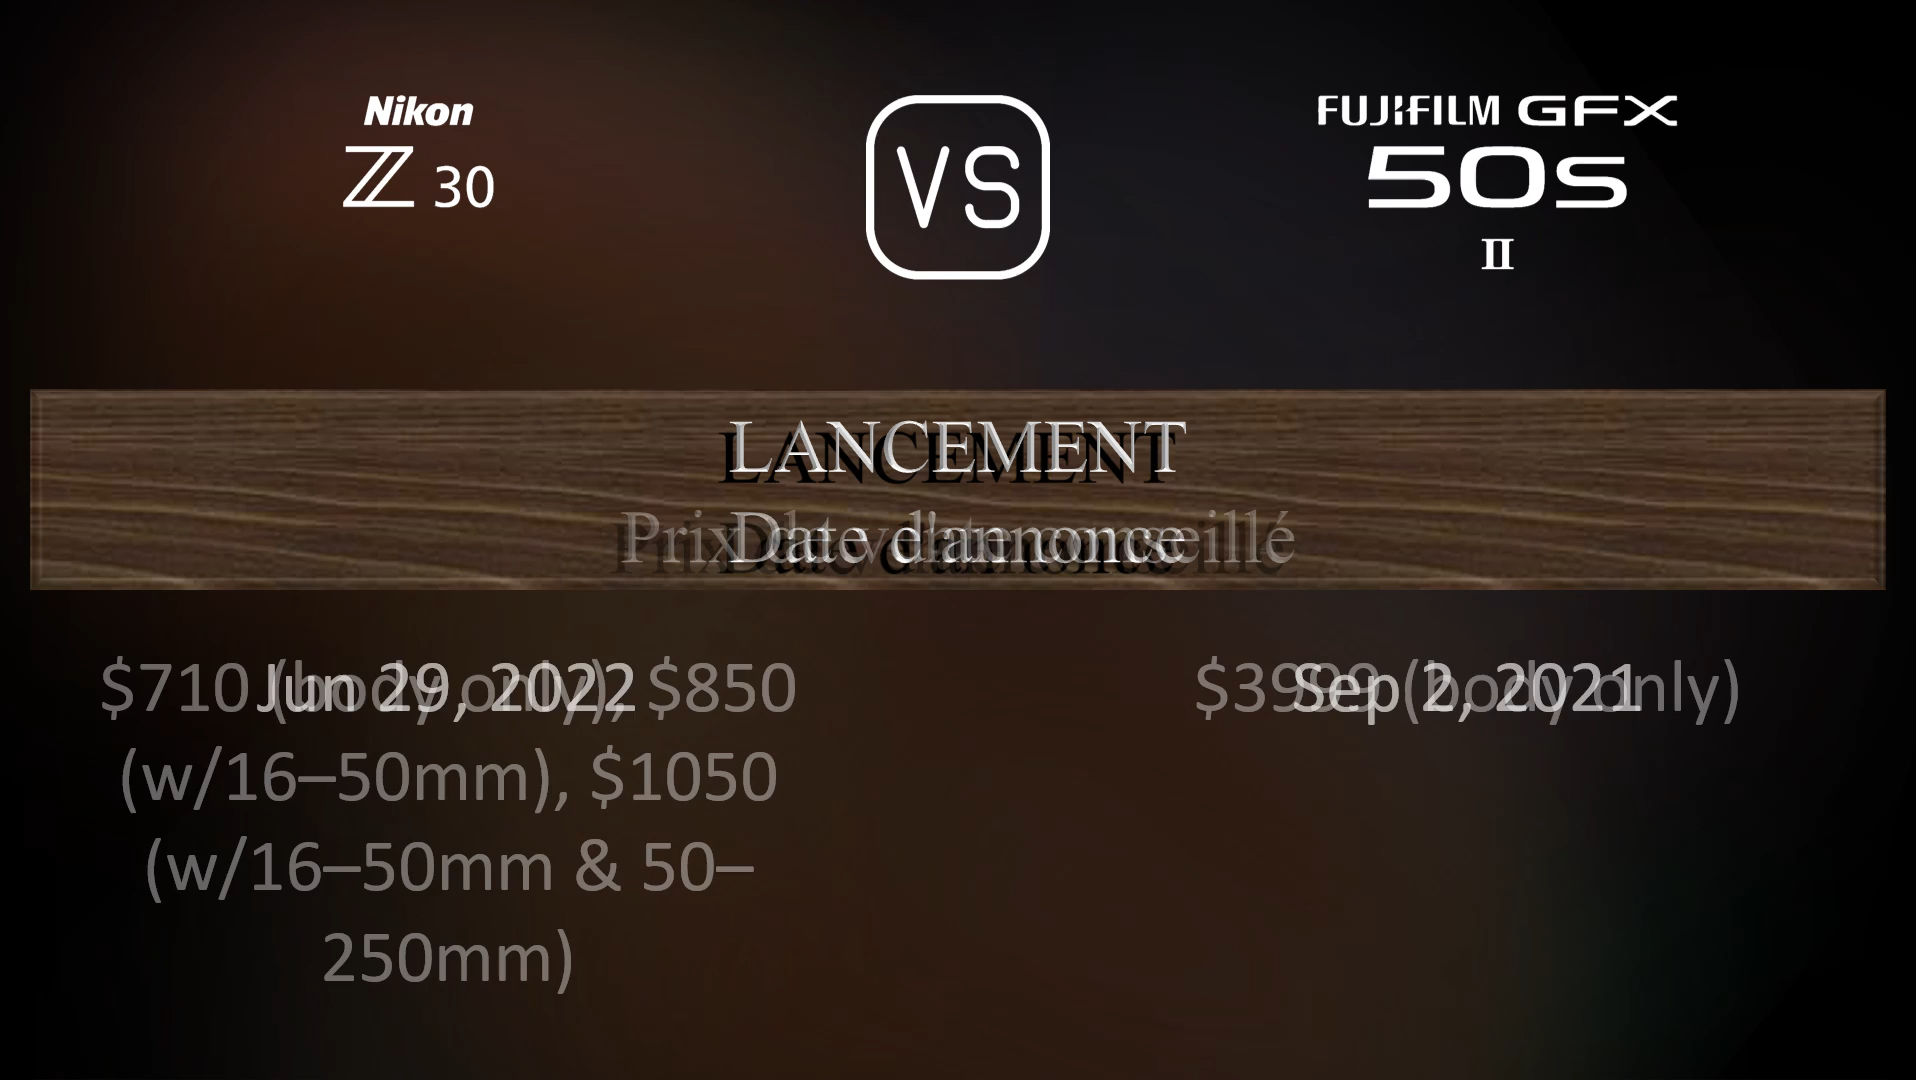 Nikon
Z 30
VS
FUJIFILM GFX
50S
II
LANCEMENT
Date d'annonce
Prix de vente conseillé
Jun 29, 2022
Sep 2, 2021
$710 (body only), $850
(w/16–50mm), $1050
(w/16–50mm & 50–
250mm)
$3999 (body only)